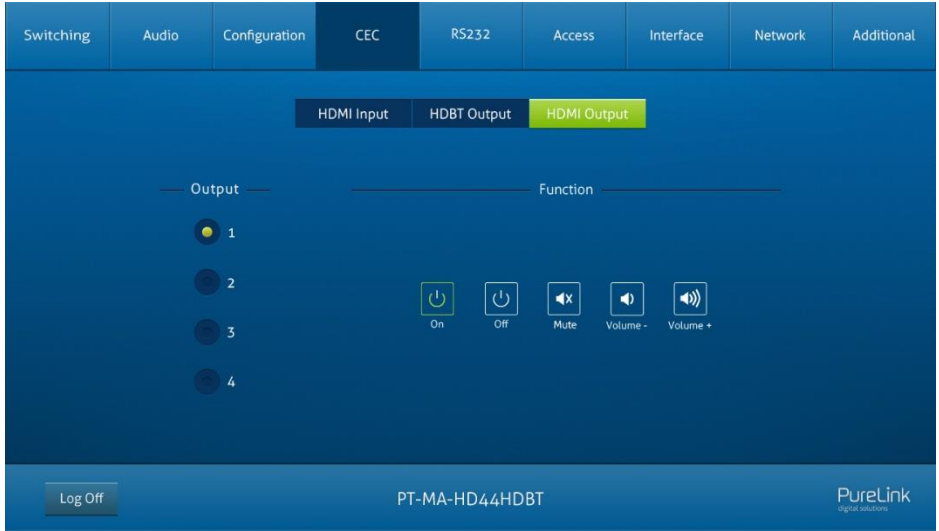 Switching Audio Configuration CEC RS232 Access Interface Network Additional
HDMI Input HDBT Output HDMI Output
Output Function
1
2
3
4
On Off Mute Volume - Volume +
Log Off PT-MA-HD44HDBT PureLink
digital solutions